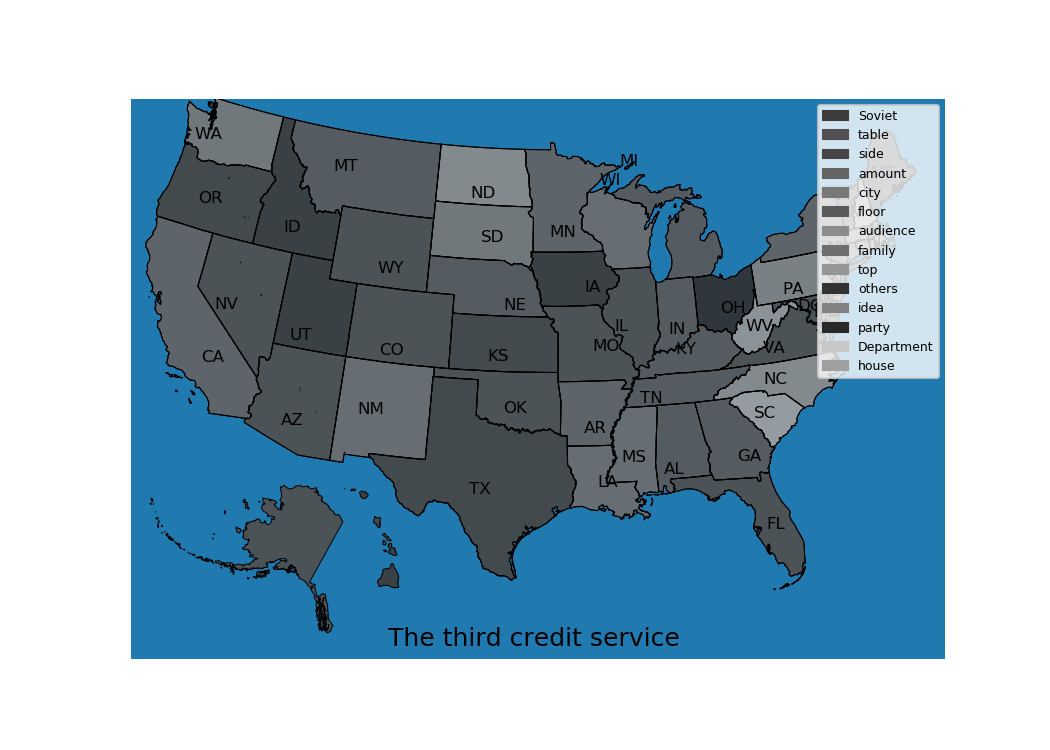 WA
MT
ND
MI
WI
OR
ID
SD
MN
WY
IA
PA
NV
NE
OH
DC
UT
IL
IN
WV
CA
CO
KS
MO
KY
VA
NM
OK
TN
NC
AZ
AR
SC
MS
GA
TX
LA
AL
FL
The third credit service
Soviet
table
side
amount
city
floor
audience
family
top
others
idea
party
Department
house